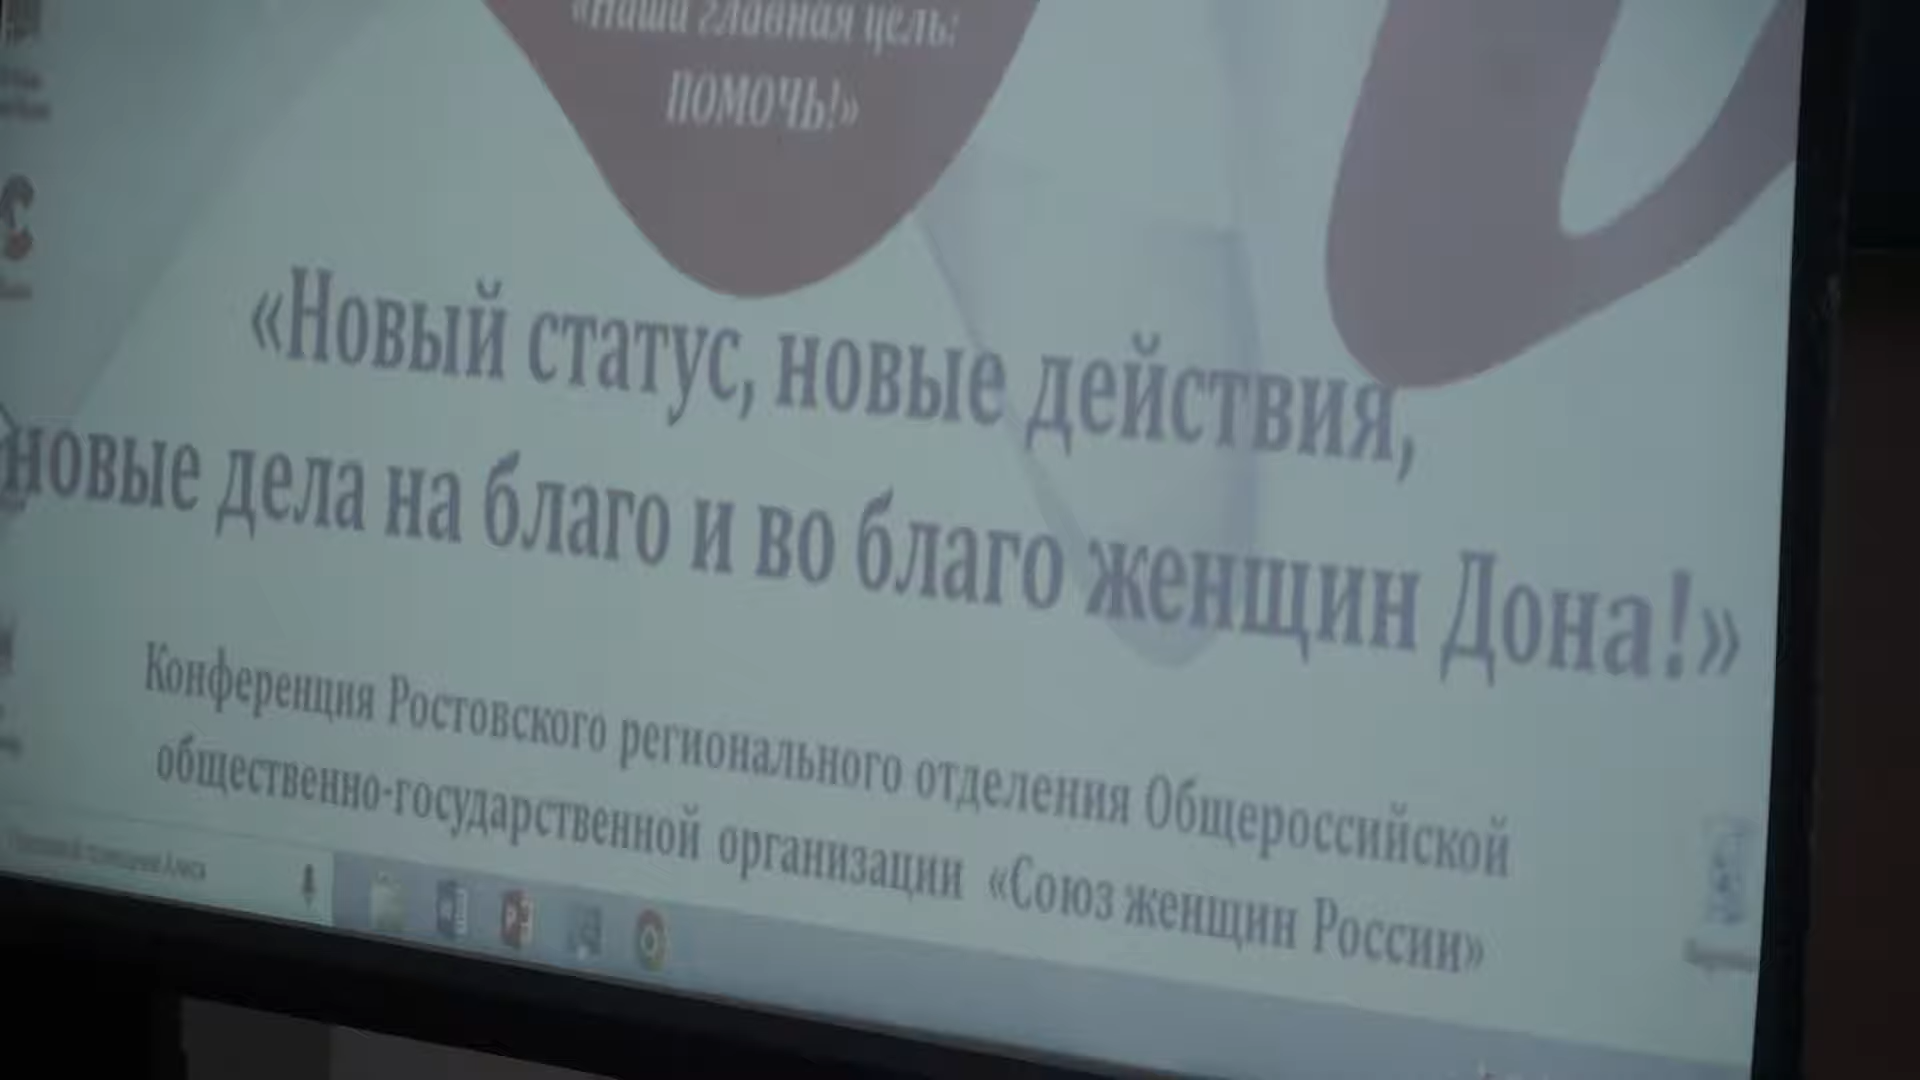 «Наша главная цель:
ПОМОЧЬ!»
«Новый статус, новые действия,
новые дела на благо и во благо женщин Дона!»
Конференция Ростовского регионального отделения Общероссийской
общественно-государственной организации «Союз женщин России»